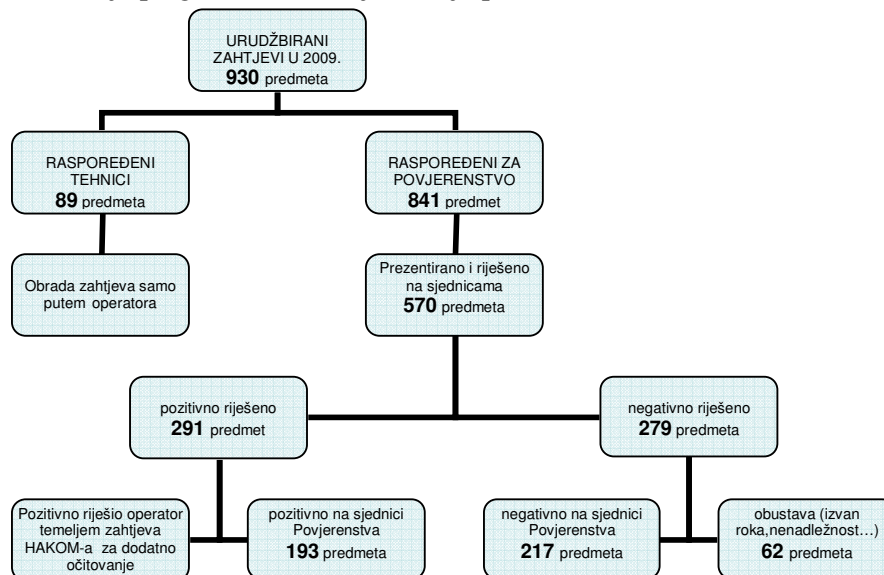 URUDŽBIRANI
ZAHTJEVI U 2009.
930 predmeta
RASPOREĐENI
TEHNICI
89 predmeta
RASPOREĐENI ZA
POVJERENSTVO
841 predmet
Obrada zahtjeva samo
putem operatora
Prezentirano i riješeno
na sjednicama
570 predmeta
pozitivno riješeno
291 predmet
negativno riješeno
279 predmeta
Pozitivno riješio operator
temeljem zahtjeva
HAKOM-a za dodatno
očitovanje
pozitivno na sjednici
Povjerenstva
193 predmeta
negativno na sjednici
Povjerenstva
217 predmeta
obustava (izvan
roka,nenadležnost...)
62 predmeta